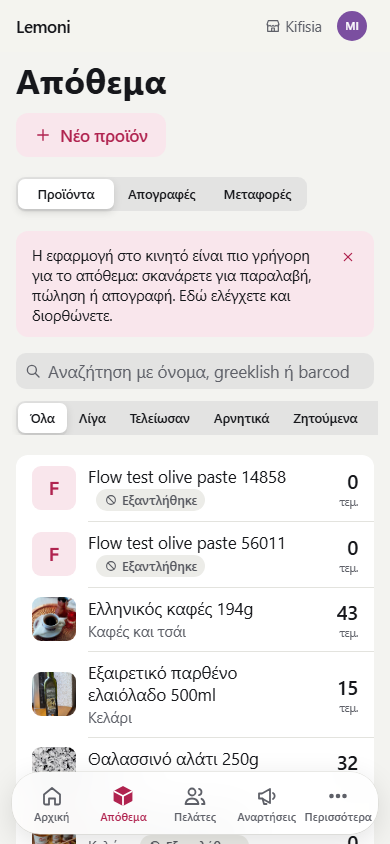 Lemoni
Kifisia
MI
Απόθεμα
+ Νέο προϊόν
Προϊόντα Απογραφές Μεταφορές
Η εφαρμογή στο κινητό είναι πιο γρήγορη
για το απόθεμα: σκανάρετε για παραλαβή,
πώληση ή απογραφή. Εδώ ελέγχετε και
διορθώνετε.
Αναζήτηση με όνομα, greeklish ή barcod
Όλα Λίγα Τελείωσαν Αρνητικά Ζητούμενα
F
Flow test olive paste 14858
Εξαντλήθηκε
0
τεμ.
F
Flow test olive paste 56011
Εξαντλήθηκε
0
τεμ.
Ελληνικός καφές 194g
Καφές και τσάι
43
τεμ.
Εξαιρετικό παρθένο
ελαιόλαδο 500ml
Κελάρι
15
τεμ.
Θαλασσινό αλάτι 250g
32
Αρχική Απόθεμα Πελάτες Αναρτήσεις Περισσότερα